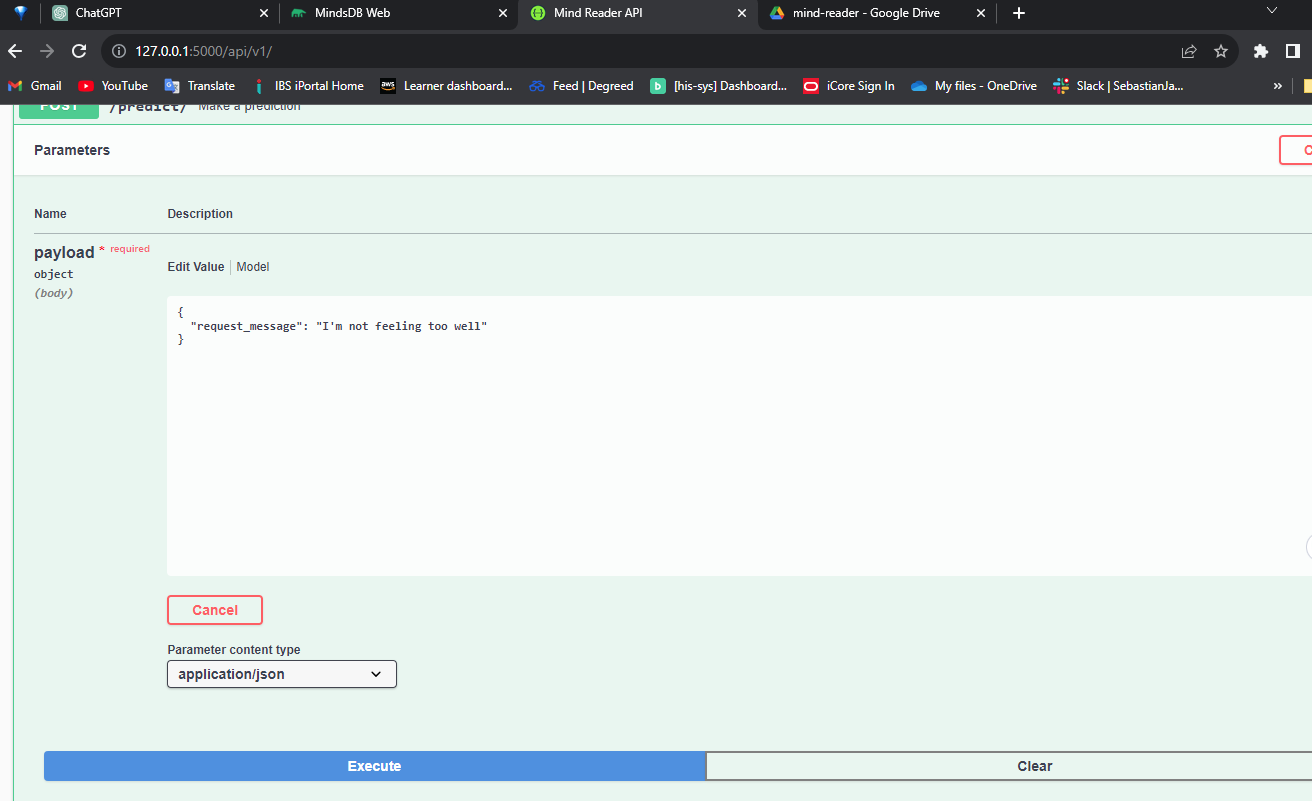 ChatGPT MindsDB Web Mind Reader API mind-reader - Google Drive
127.0.0.1:5000/api/v1/
Gmail YouTube Translate IBS iPortal Home aws Learner dashboard... Feed | Degreed b [his-sys] Dashboard... iCore Sign In My files - OneDrive Slack | SebastianJa... »
POST /predict/ Make a prediction
Parameters
Name Description
payload * required
object
(body)
Edit Value Model
{
"request_message": "I'm not feeling too well"
}
Cancel
Parameter content type
application/json
Execute Clear